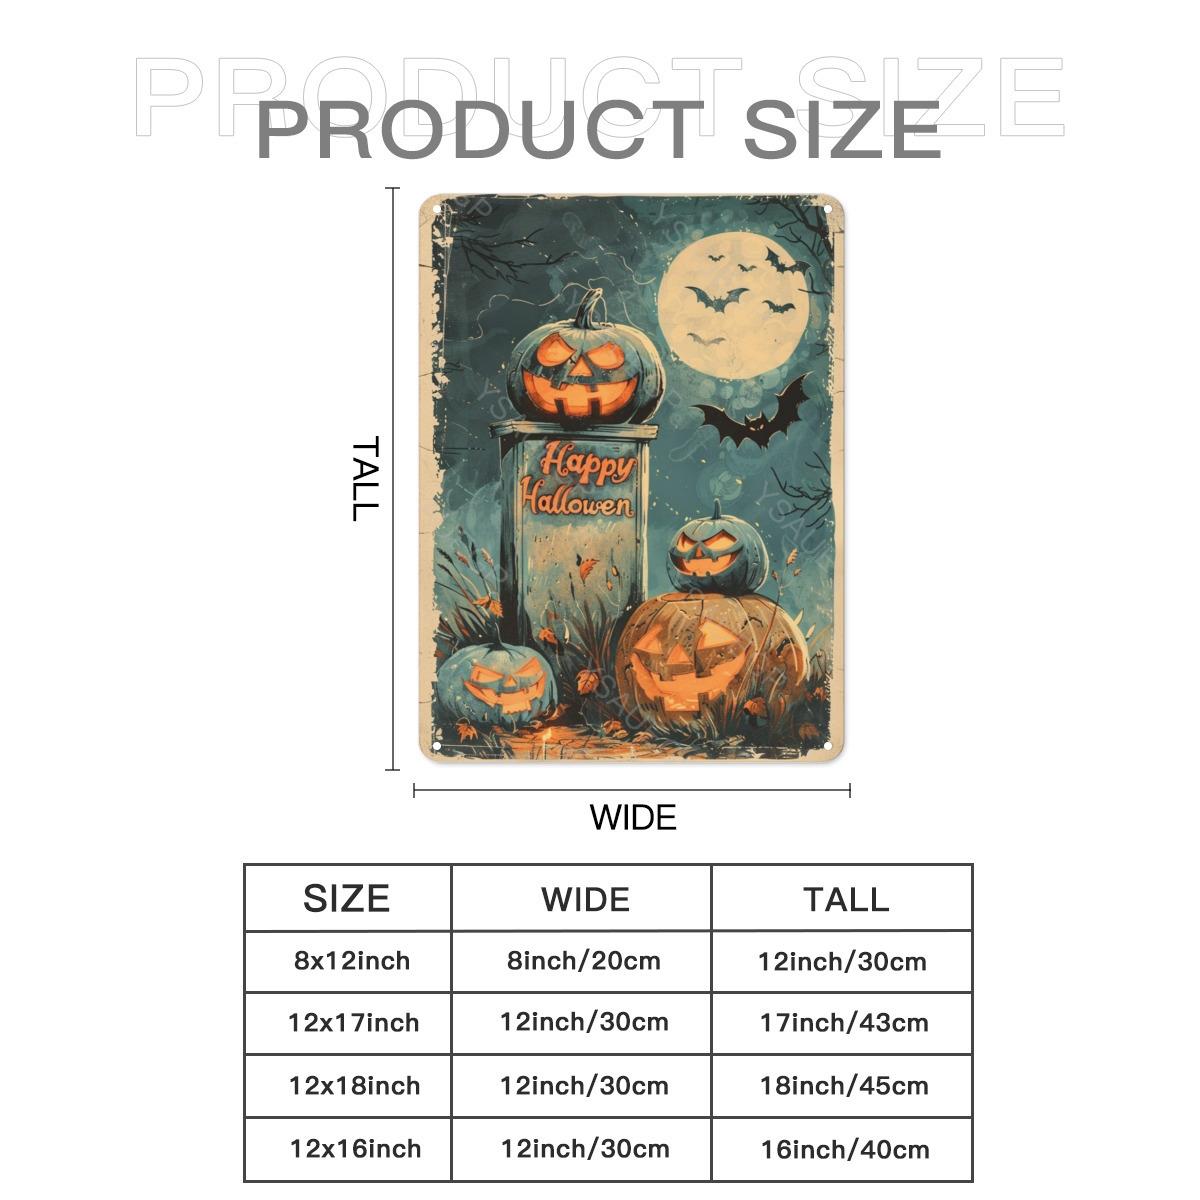 PRODUCT SIZE
PRODUCT SIZE
TALL
Happy
Hallowen
WIDE
SIZE WIDE TALL
8x12inch 8inch/20cm 12inch/30cm
12x17inch 12inch/30cm 17inch/43cm
12x18inch 12inch/30cm 18inch/45cm
12x16inch 12inch/30cm 16inch/40cm